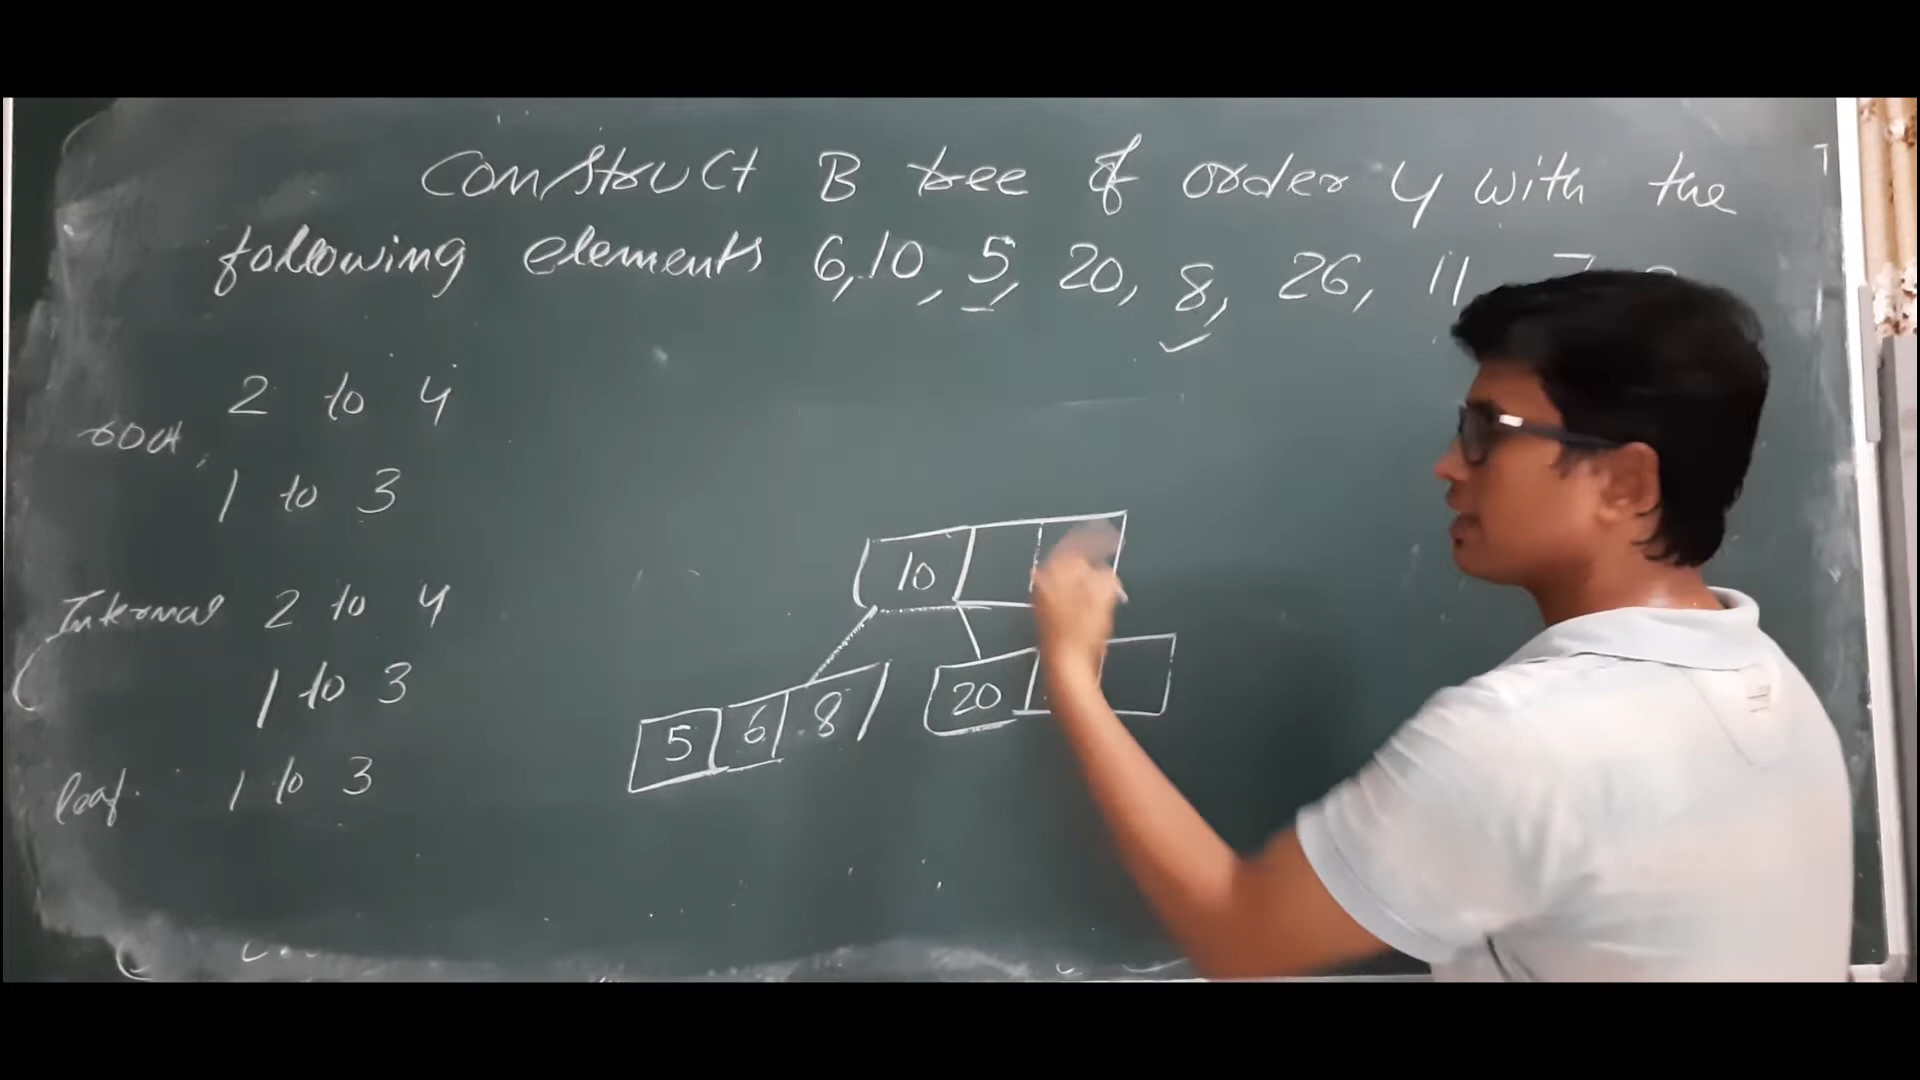 Construct B tree of order 4 with the
following elements 6, 10, 5, 20, 8, 26, 11
2 to 4
root,
1 to 3
Internal 2 to 4
1 to 3
leaf. 1 to 3
10
5 6 8
20